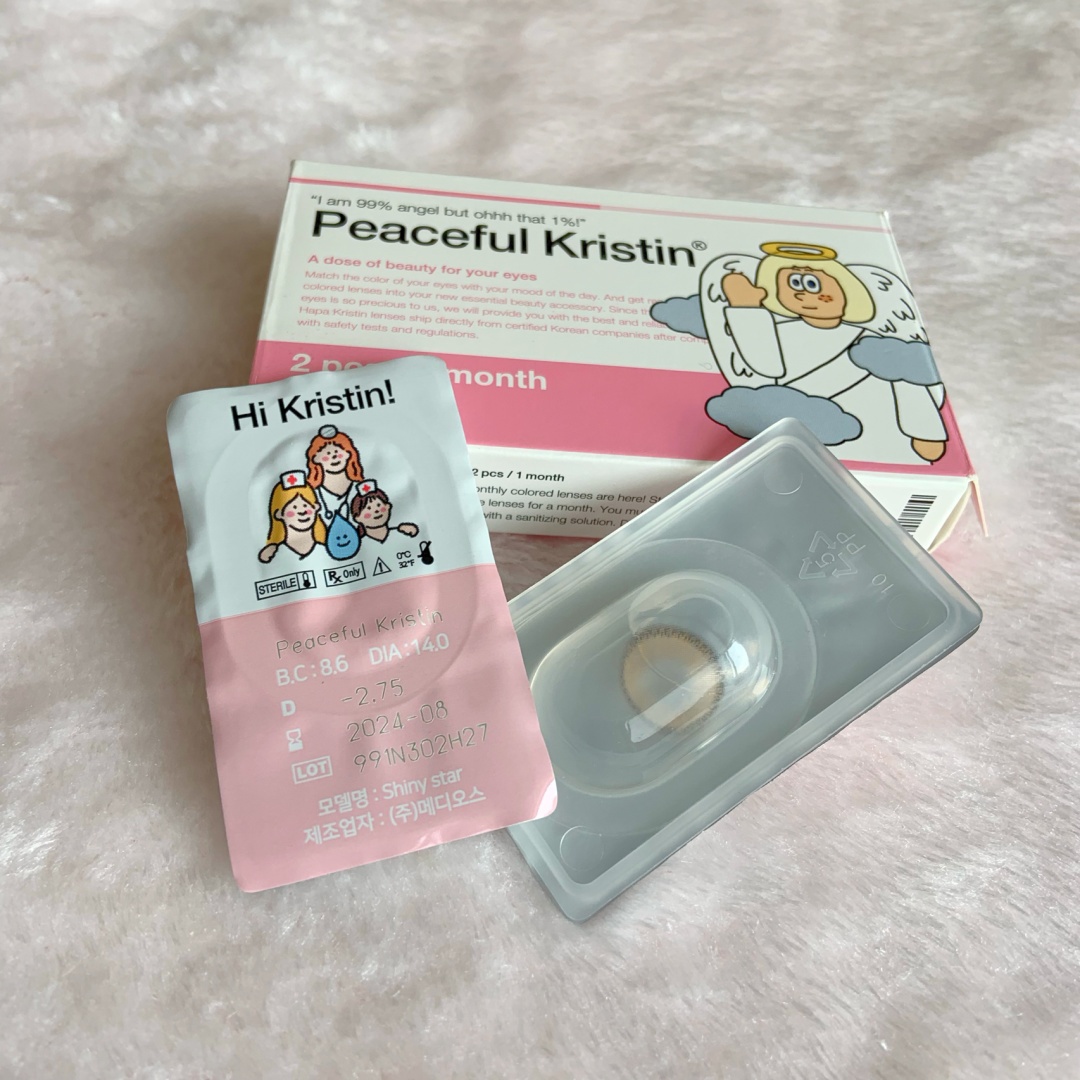 "I am 99% angel but ohhh that 1%!"
Peaceful Kristin®
A dose of beauty for your eyes
Match the color of your eyes with your mood of the day. And get
colored lenses into your new essential beauty accessory. Since
eyes is so precious to us, we will provide you with the best and
Hapa Kristin lenses ship directly from certified Korean companies after
with safety tests and regulations.
2 month
2 pcs / 1 month
colored lenses are here!
lenses for a month. You
with a sanitizing solution.
Hi Kristin!
STERILE
Rx Only
0°C
32°F
Peaceful Kristin
B.C:8.6 DIA:14.0
D -2.75
2024-08
LOT 991N302H27
모델명 : Shiny star
제조업자 : (주)메디오스
5
10